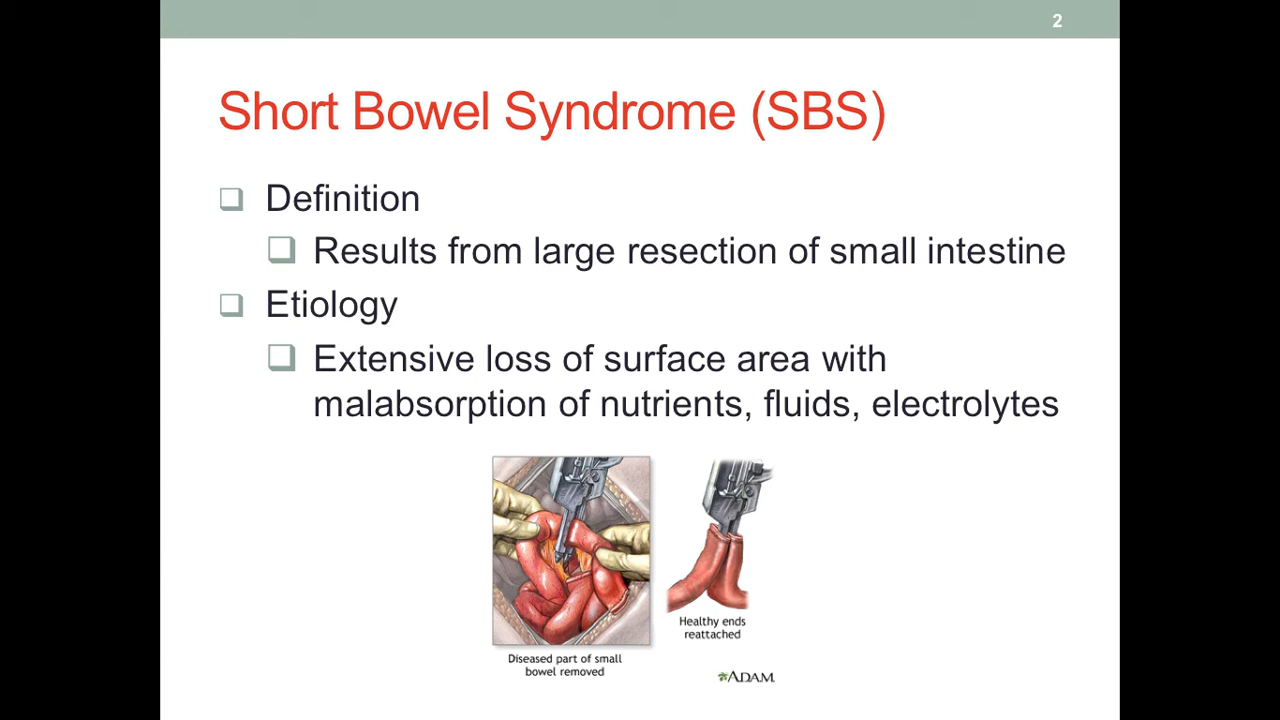 2
Short Bowel Syndrome (SBS)
Definition
Results from large resection of small intestine
Etiology
Extensive loss of surface area with
malabsorption of nutrients, fluids, electrolytes
Diseased part of small
bowel removed
Healthy ends
reattached
ADAM.